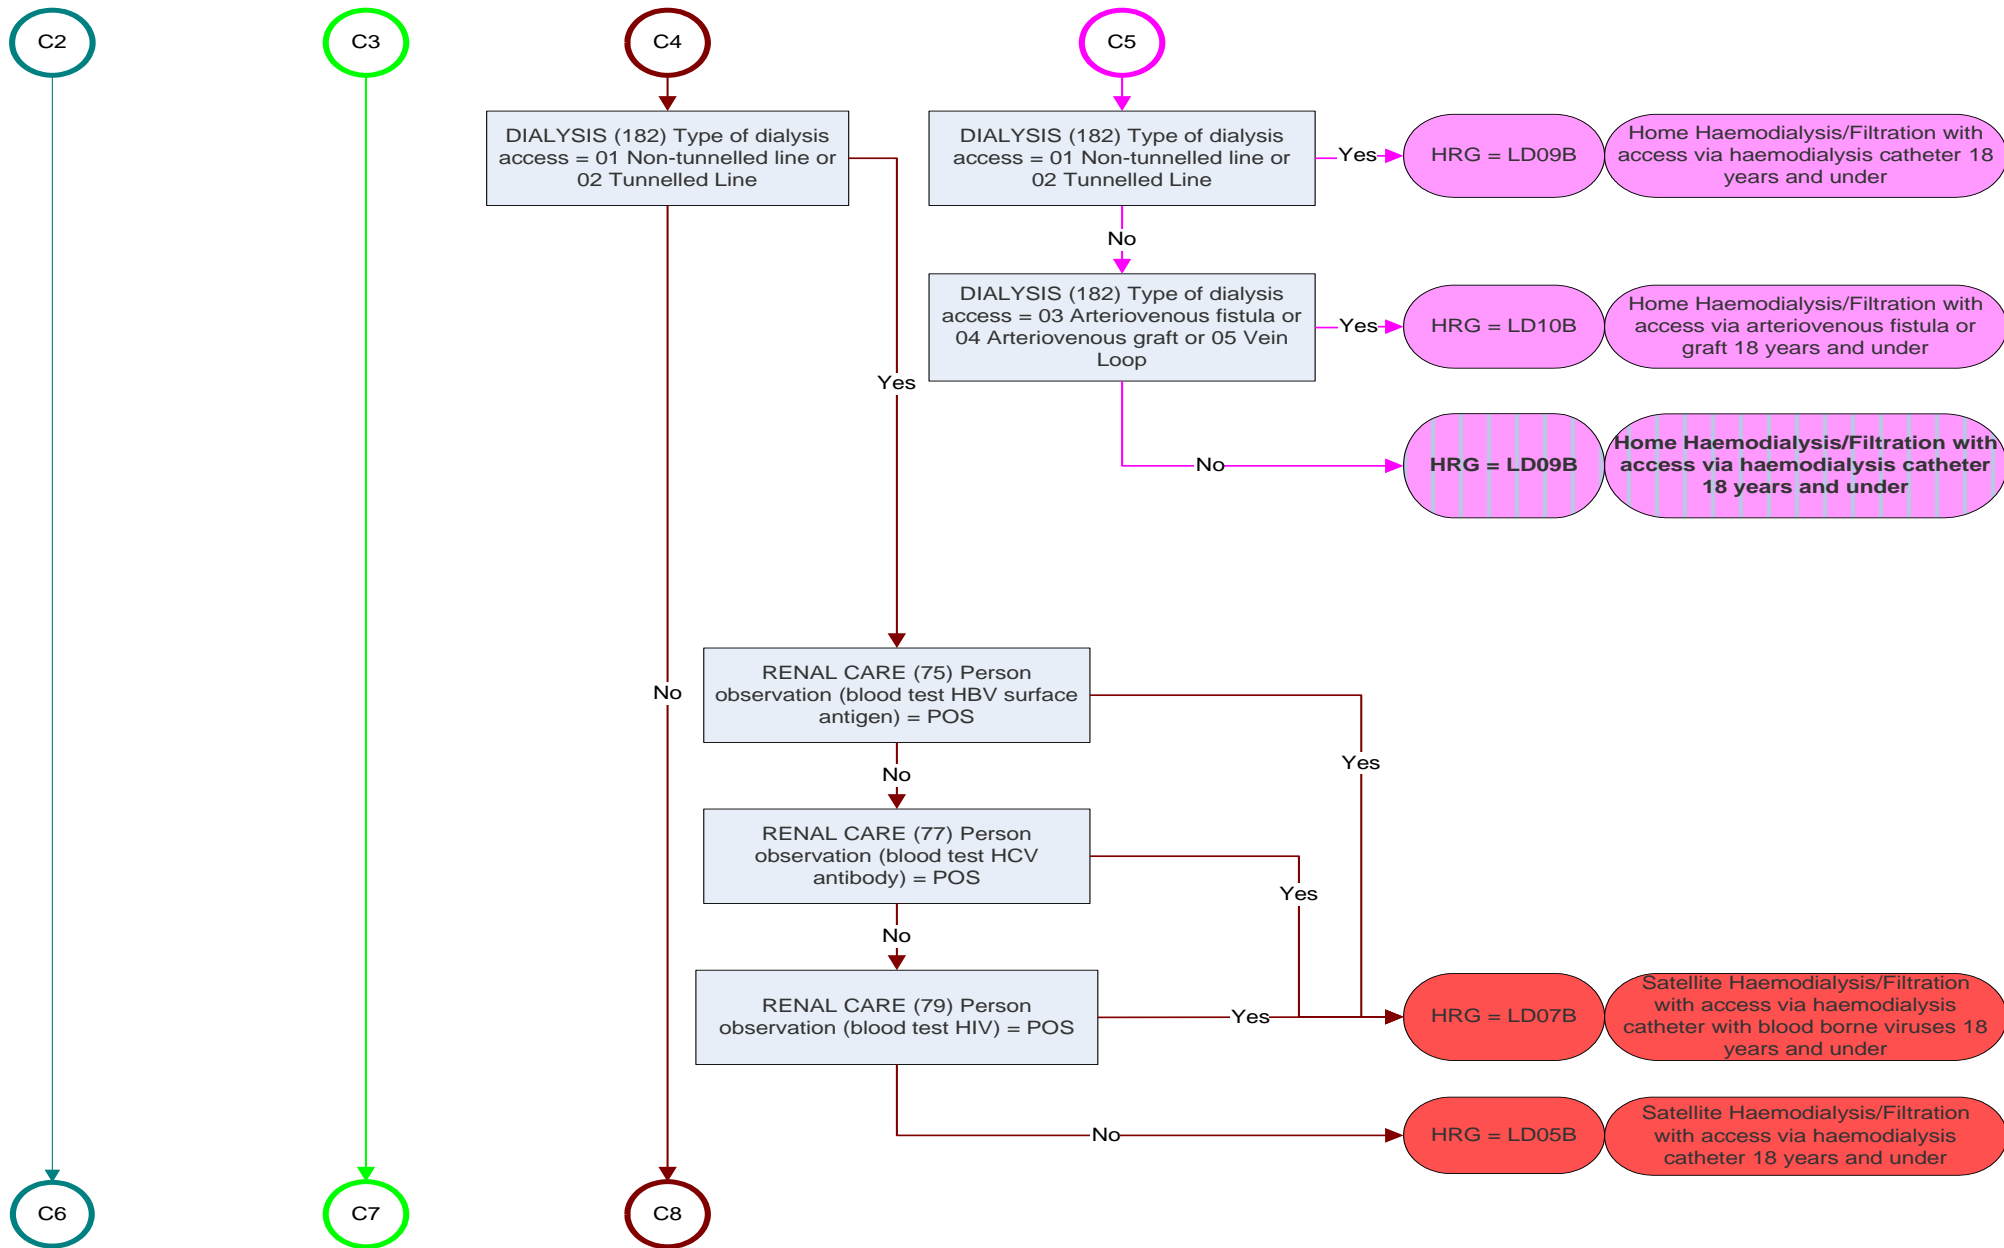 C2
C3
C4
C5
DIALYSIS (182) Type of dialysis
access = 01 Non-tunnelled line or
02 Tunnelled Line
DIALYSIS (182) Type of dialysis
access = 01 Non-tunnelled line or
02 Tunnelled Line
Yes
HRG = LD09B
Home Haemodialysis/Filtration with
access via haemodialysis catheter 18
years and under
No
DIALYSIS (182) Type of dialysis
access = 03 Arteriovenous fistula or
04 Arteriovenous graft or 05 Vein
Loop
Yes
HRG = LD10B
Home Haemodialysis/Filtration with
access via arteriovenous fistula or
graft 18 years and under
Yes
No
HRG = LD09B
Home Haemodialysis/Filtration with
access via haemodialysis catheter
18 years and under
No
RENAL CARE (75) Person
observation (blood test HBV surface
antigen) = POS
Yes
No
RENAL CARE (77) Person
observation (blood test HCV
antibody) = POS
Yes
No
RENAL CARE (79) Person
observation (blood test HIV) = POS
Yes
HRG = LD07B
Satellite Haemodialysis/Filtration
with access via haemodialysis
catheter with blood borne viruses 18
years and under
No
HRG = LD05B
Satellite Haemodialysis/Filtration
with access via haemodialysis
catheter 18 years and under
C6
C7
C8